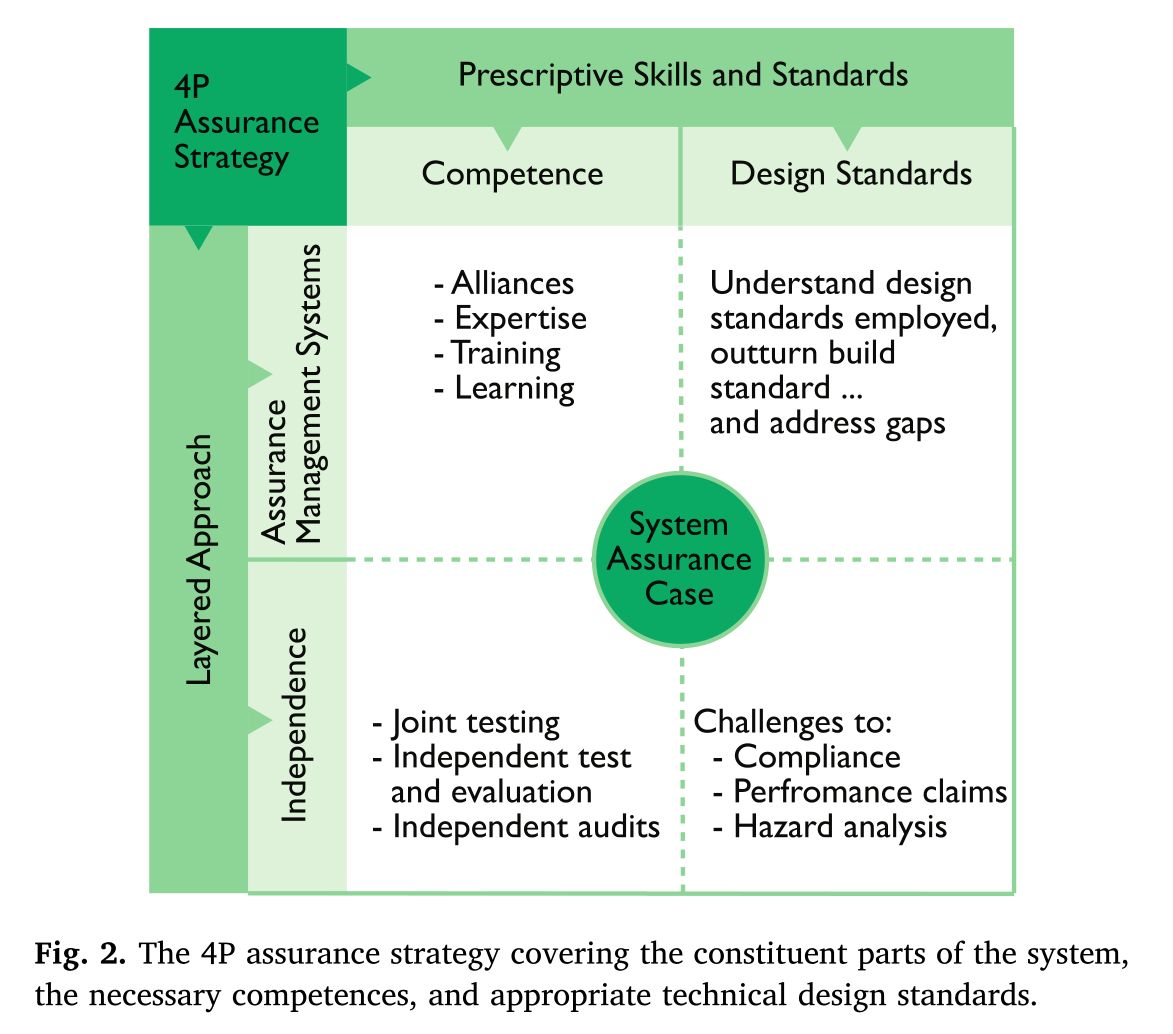 4P
Assurance
Strategy
Prescriptive Skills and Standards
Competence
Design Standards
Layered Approach
Assurance
Management Systems
- Alliances
- Expertise
- Training
- Learning
Understand design
standards employed,
outturn build
standard ...
and address gaps
System
Assurance
Case
Independence
- Joint testing
- Independent test
and evaluation
- Independent audits
Challenges to:
- Compliance
- Perfromance claims
- Hazard analysis
Fig. 2. The 4P assurance strategy covering the constituent parts of the system,
the necessary competences, and appropriate technical design standards.